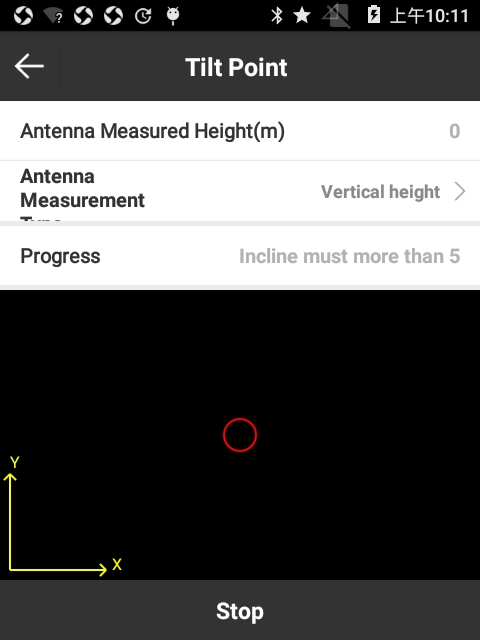 上午10:11
Tilt Point
Antenna Measured Height(m) 0
Antenna
Measurement
Vertical height
Progress Incline must more than 5
Y
X
Stop